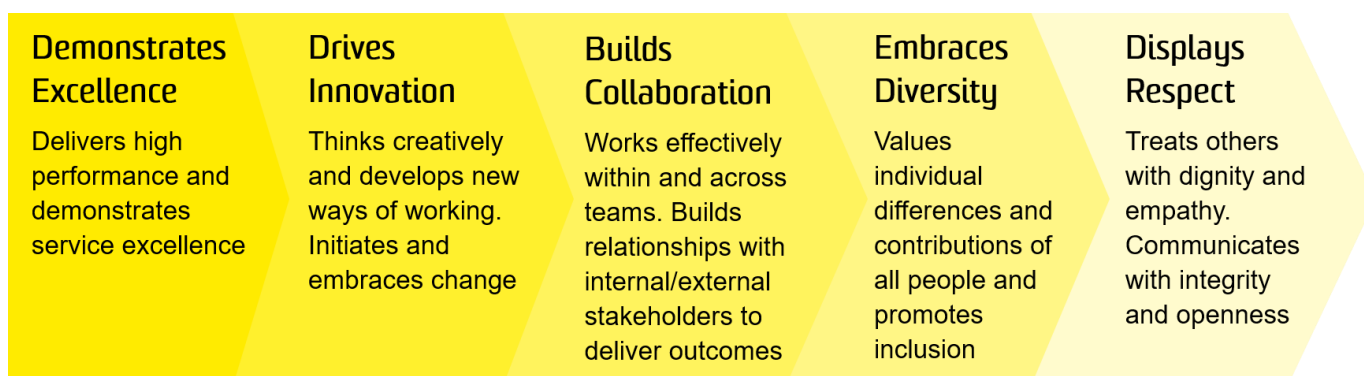 Demonstrates
Excellence
Delivers high
performance and
demonstrates
service excellence
Drives
Innovation
Thinks creatively
and develops new
ways of working.
Initiates and
embraces change
Builds
Collaboration
Works effectively
within and across
teams. Builds
relationships with
internal/external
stakeholders to
deliver outcomes
Embraces
Diversity
Values
individual
differences and
contributions of
all people and
promotes
inclusion
Displays
Respect
Treats others
with dignity and
empathy.
Communicates
with integrity
and openness